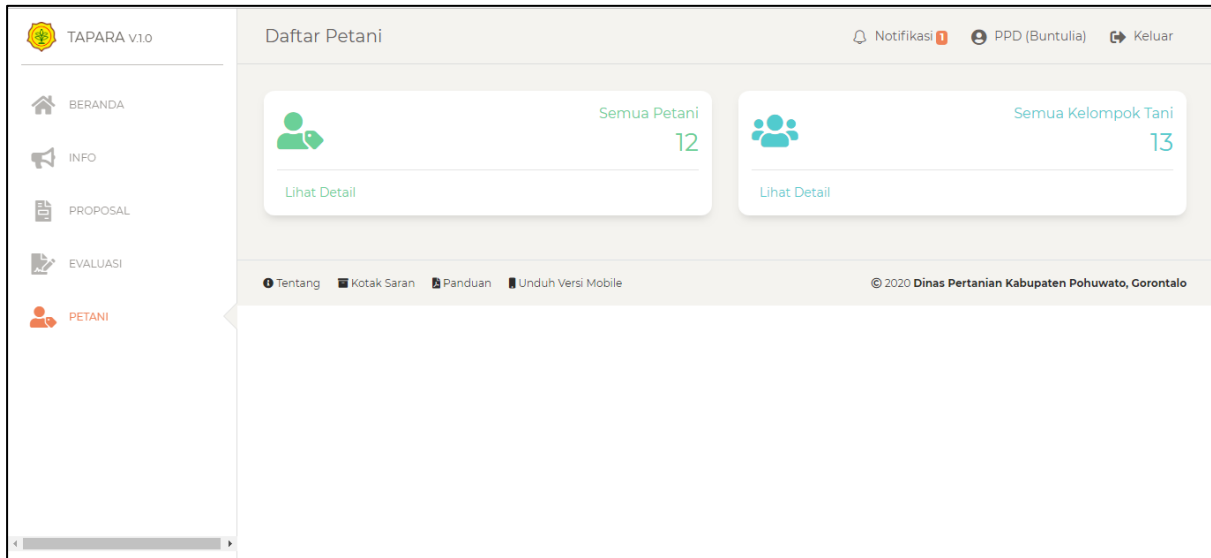 TAPARA V.1.0
Daftar Petani
Notifikasi 1 PPD (Buntulia) Keluar
BERANDA
INFO
PROPOSAL
EVALUASI
PETANI
Semua Petani
12
Lihat Detail
Semua Kelompok Tani
13
Lihat Detail
Tentang Kotak Saran Panduan Unduh Versi Mobile
© 2020 Dinas Pertanian Kabupaten Pohuwato, Gorontalo